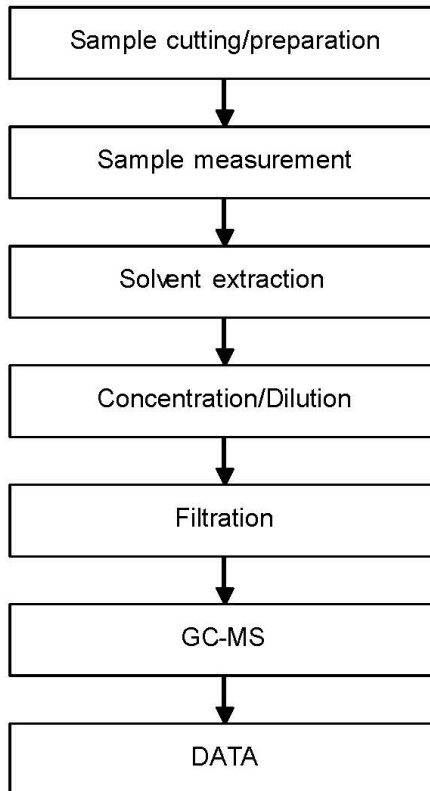 Sample cutting/preparation
Sample measurement
Solvent extraction
Concentration/Dilution
Filtration
GC-MS
DATA